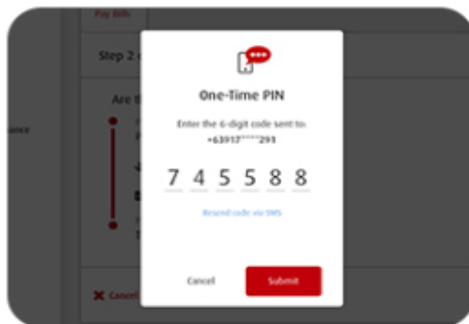 Pay Bills
Step 2
Are
ance
One-Time PIN
Enter the 6-digit code sent to:
+63917****291
7 4 5 5 8 8
Resend code via SMS
Cancel
Submit
Cancel